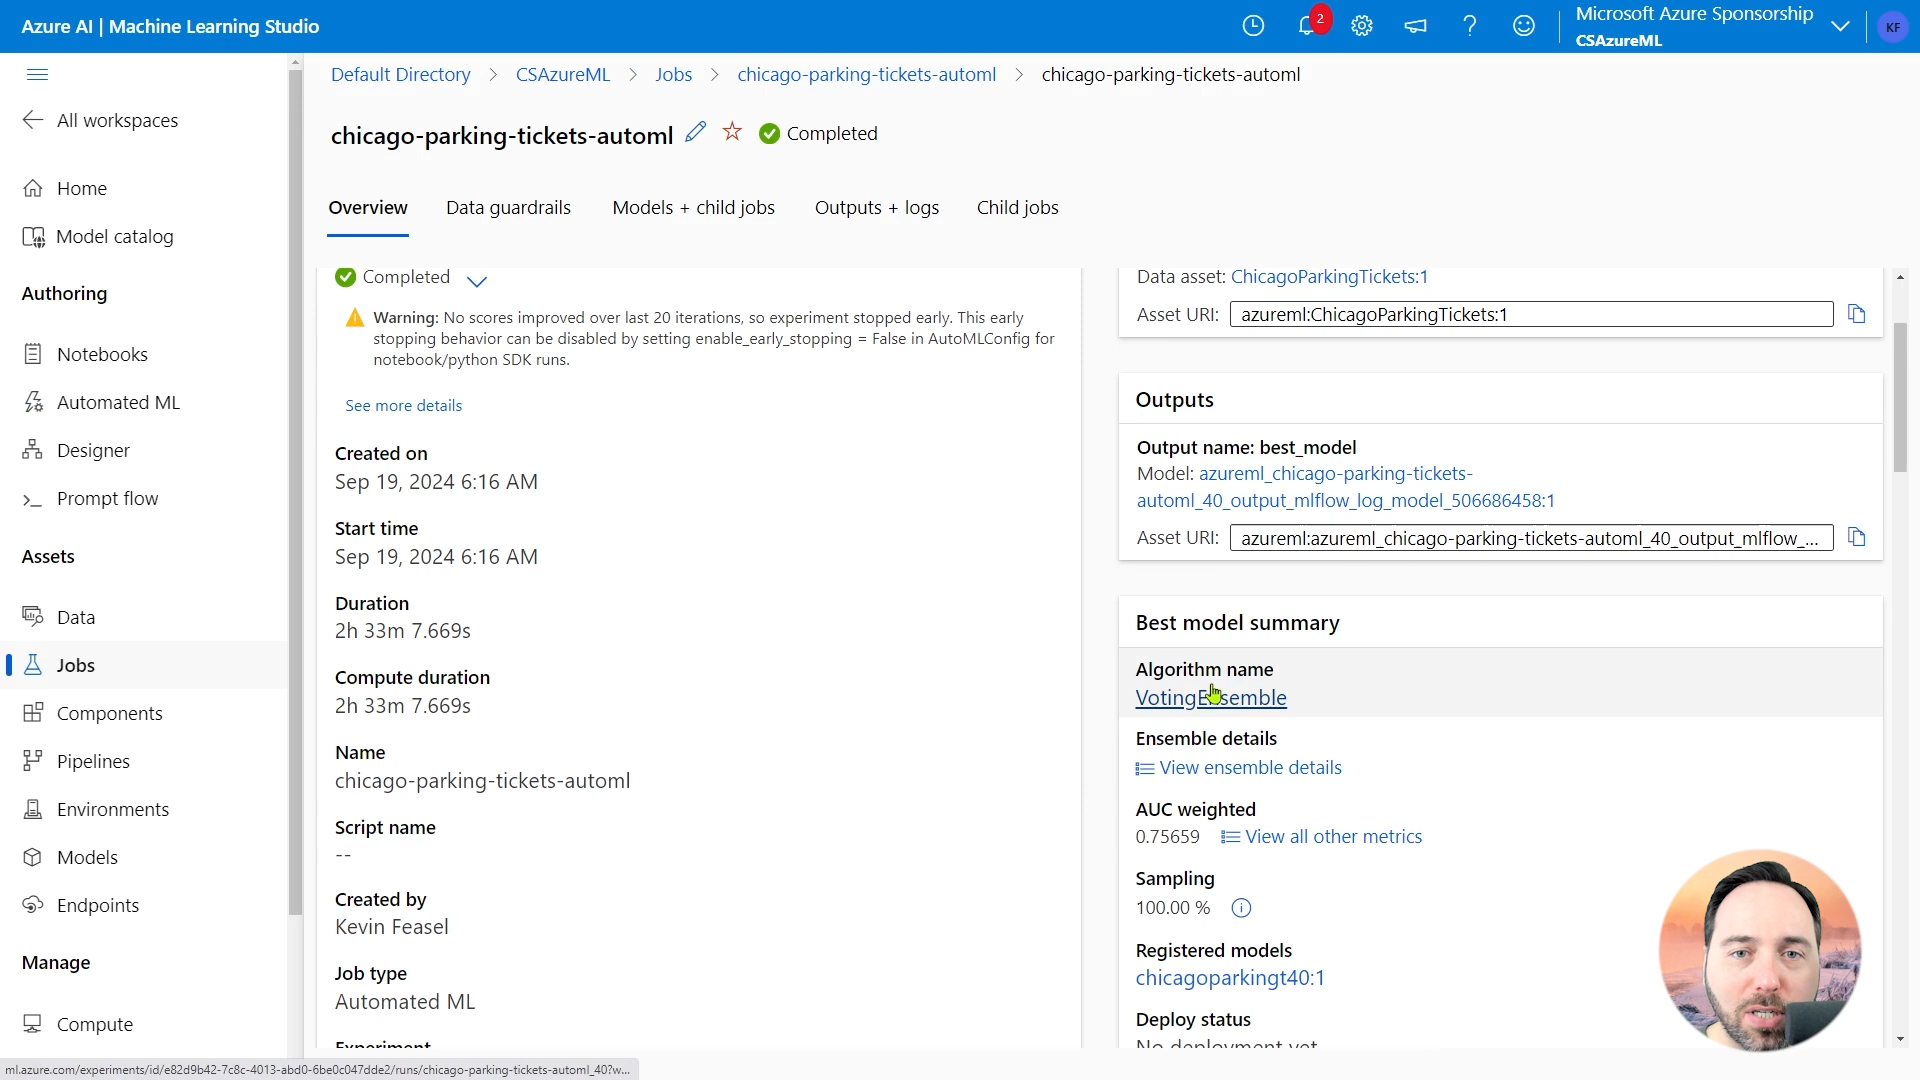 Azure AI | Machine Learning Studio
2
Microsoft Azure Sponsorship
CSAzureML
KF
All workspaces
Home
Model catalog
Authoring
Notebooks
Automated ML
Designer
Prompt flow
Assets
Data
Jobs
Components
Pipelines
Environments
Models
Endpoints
Manage
Compute
Default Directory > CSAzureML > Jobs > chicago-parking-tickets-automl > chicago-parking-tickets-automl
chicago-parking-tickets-automl Completed
Overview Data guardrails Models + child jobs Outputs + logs Child jobs
Completed
Warning: No scores improved over last 20 iterations, so experiment stopped early. This early
stopping behavior can be disabled by setting enable_early_stopping = False in AutoMLConfig for
notebook/python SDK runs.
See more details
Created on
Sep 19, 2024 6:16 AM
Start time
Sep 19, 2024 6:16 AM
Duration
2h 33m 7.669s
Compute duration
2h 33m 7.669s
Name
chicago-parking-tickets-automl
Script name
--
Created by
Kevin Feasel
Job type
Automated ML
Experiment
Data asset: ChicagoParkingTickets:1
Asset URI: azureml:ChicagoParkingTickets:1
Outputs
Output name: best_model
Model: azureml_chicago-parking-tickets-
automl_40_output_mlflow_log_model_506686458:1
Asset URI: azureml:azureml_chicago-parking-tickets-automl_40_output_mlflow_...
Best model summary
Algorithm name
VotingEnsemble
Ensemble details
View ensemble details
AUC weighted
0.75659 View all other metrics
Sampling
100.00 %
Registered models
chicagoparkingt40:1
Deploy status
No deployment yet
ml.azure.com/experiments/id/e82d9b42-7c8c-4013-abd0-6be0c047dde2/runs/chicago-parking-tickets-automl_40?w...